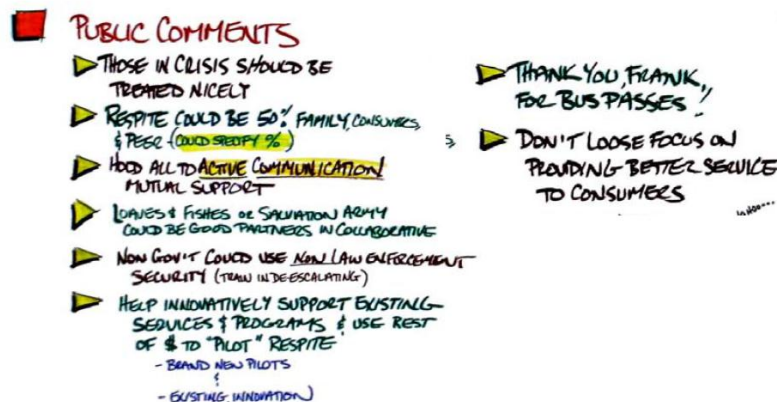 PUBLIC COMMENTS
THOSE IN CRISIS SHOULD BE
TREATED NICELY
RESPITE COULD BE 50% FAMILY, CONSUMERS,
& PEER (COULD SPECIFY %)
HOLD ALL TO ACTIVE COMMUNICATION
MUTUAL SUPPORT
LOAVES & FISHES OR SALVATION ARMY
COULD BE GOOD PARTNERS IN COLLABORATIVE
NON GOV'T COULD USE NON LAW ENFORCEMENT
SECURITY (TRAIN IN DE-ESCALATING)
HELP INNOVATIVELY SUPPORT EXISTING
SERVICES & PROGRAMS & USE REST
OF $ TO "PILOT" RESPITE
- BRAND NEW PILOTS
&
- EXISTING INNOVATION
THANK YOU, FRANK,
FOR BUS PASSES!
DON'T LOOSE FOCUS ON
PROVIDING BETTER SERVICE
TO CONSUMERS